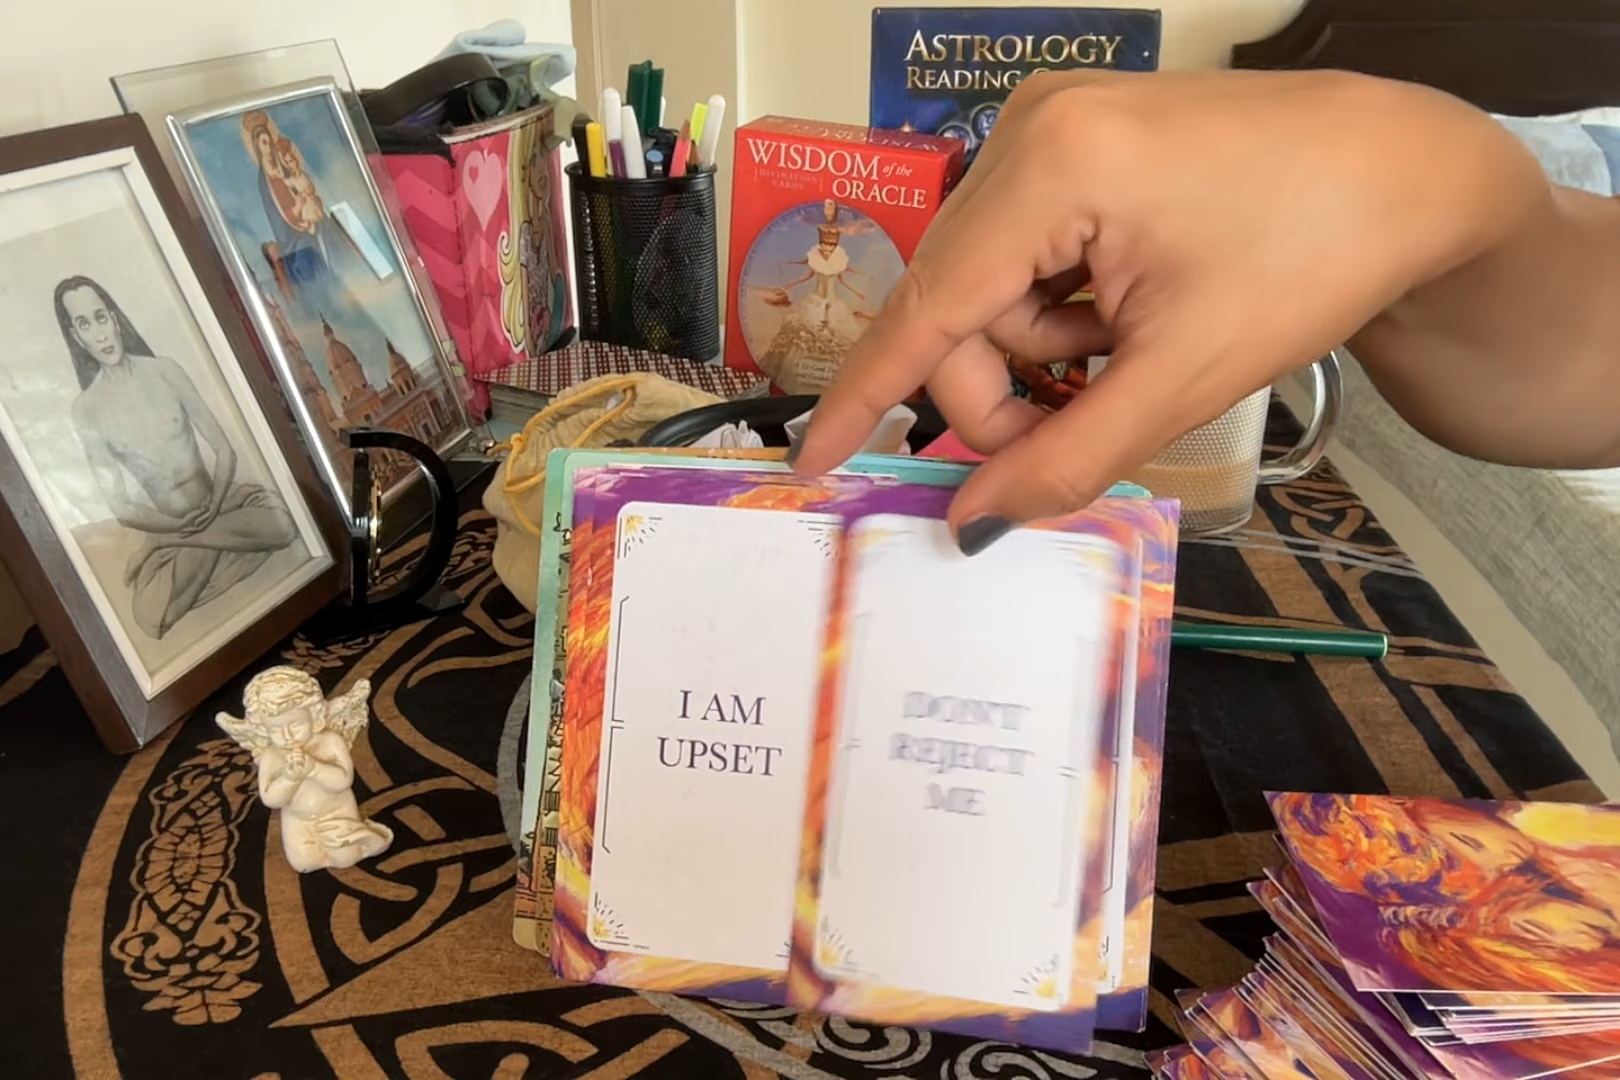 ASTROLOGY
READING
WISDOM of the
DIVINATION
CARDS
ORACLE
I AM
UPSET
DON'T
REJECT
ME